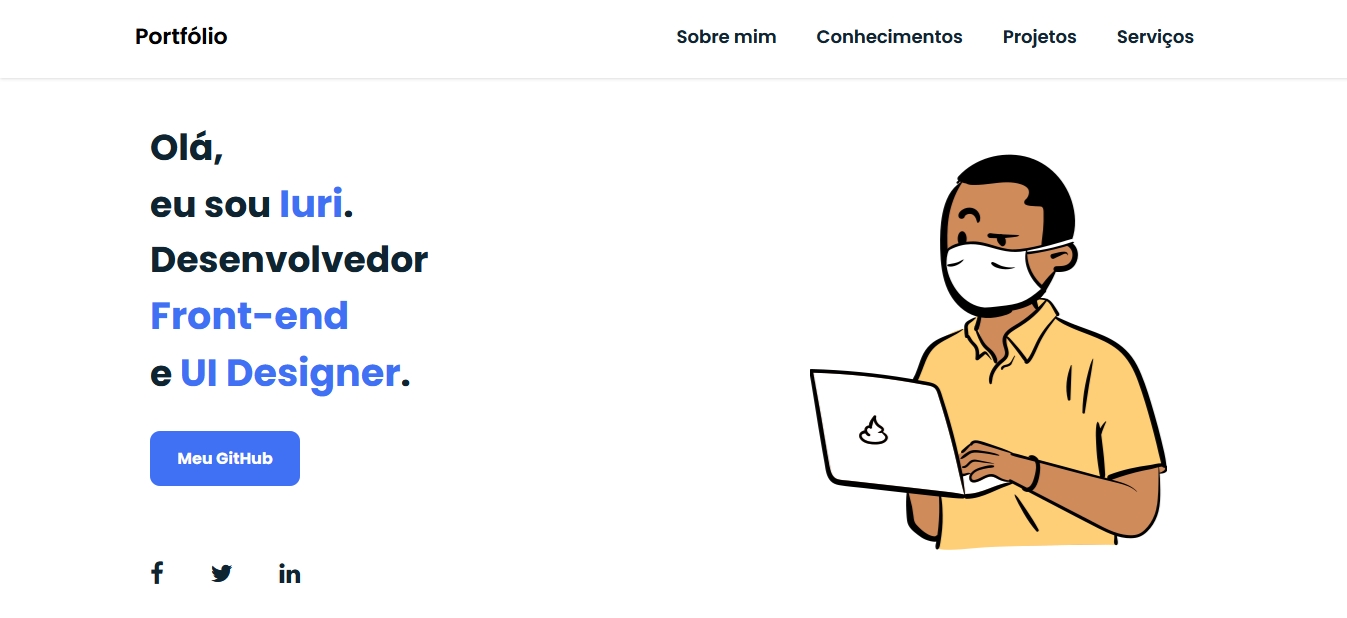 Portfólio
Sobre mim Conhecimentos Projetos Serviços
Olá,
eu sou Iuri.
Desenvolvedor
Front-end
e UI Designer.
Meu GitHub